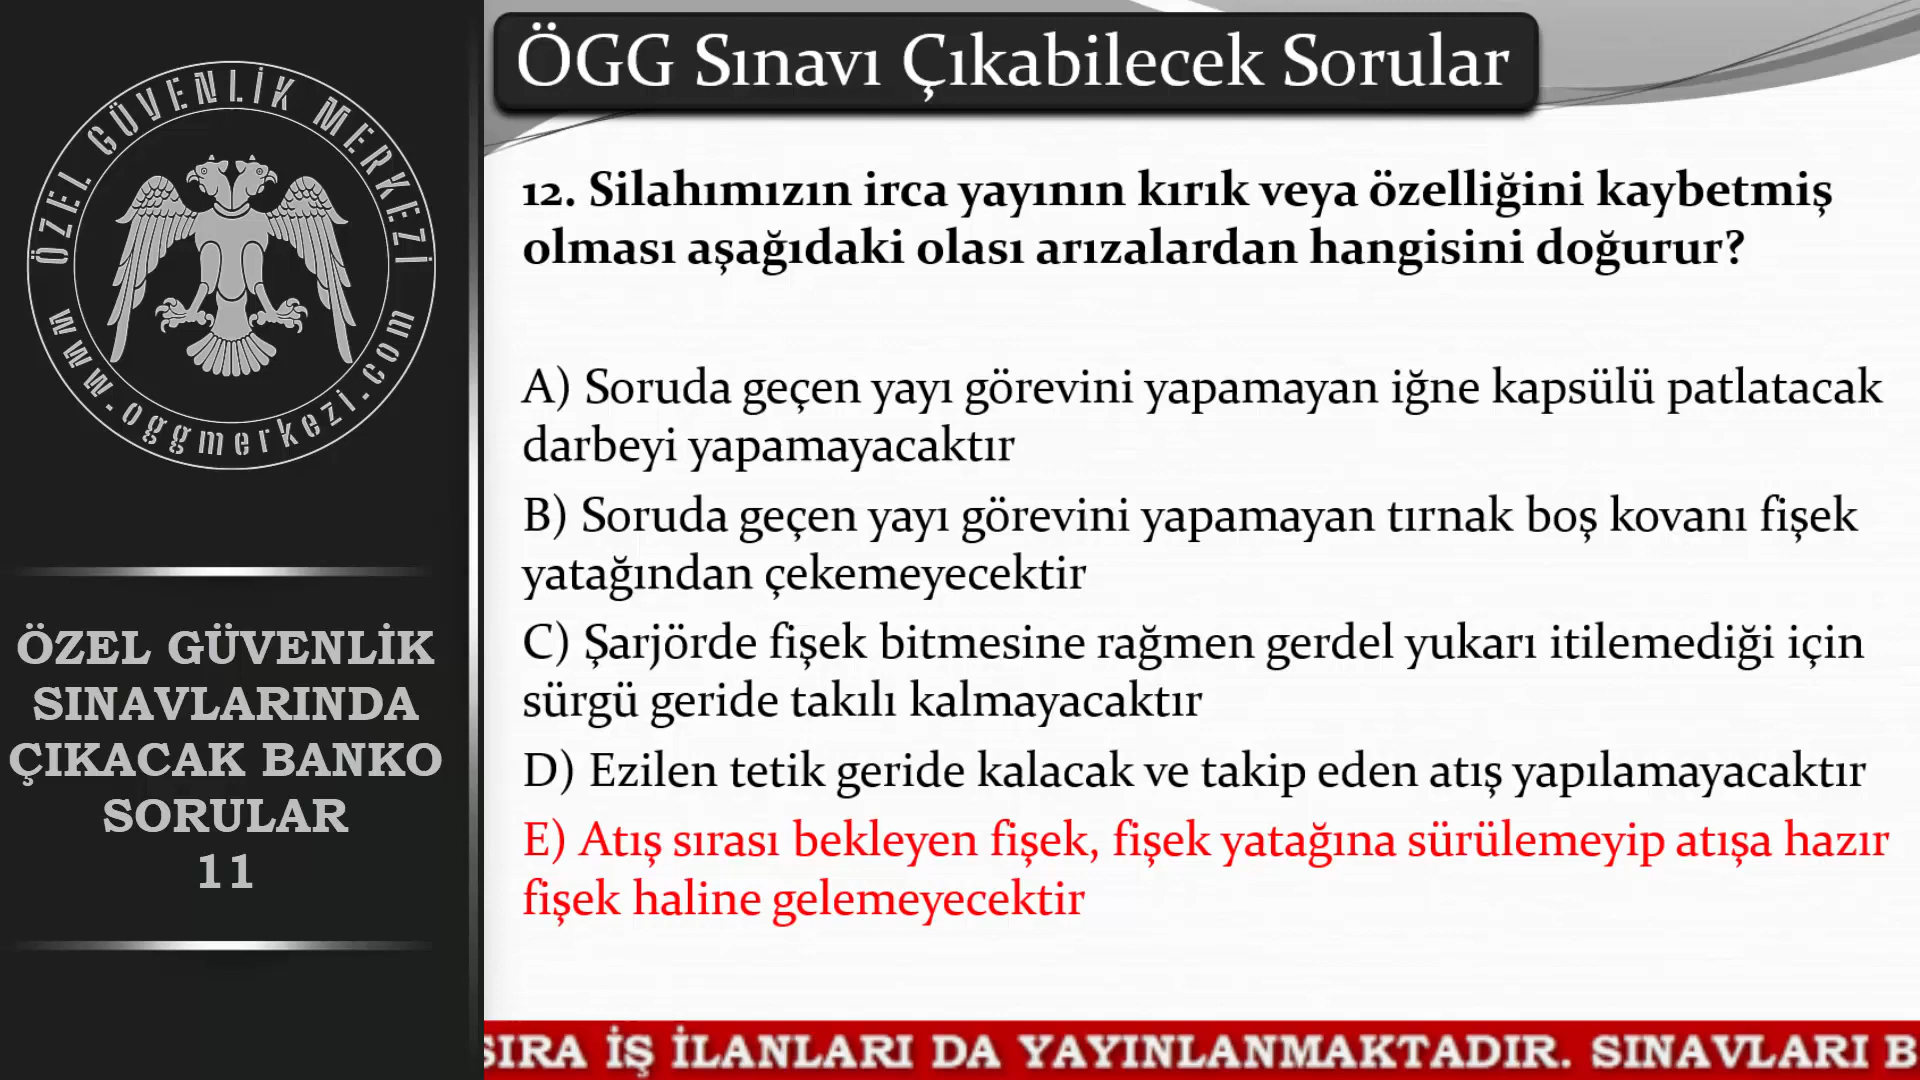 ÖZEL GÜVENLİK MERKEZİ
www.oggmerkezi.com
ÖZEL GÜVENLİK
SINAVLARINDA
ÇIKACAK BANKO
SORULAR
11
ÖGG Sınavı Çıkabilecek Sorular
12. Silahımızın irca yayının kırık veya özelliğini kaybetmiş
olması aşağıdaki olası arızalardan hangisini doğurur?
A) Soruda geçen yayı görevini yapamayan iğne kapsülü patlatacak
darbeyi yapamayacaktır
B) Soruda geçen yayı görevini yapamayan tırnak boş kovanı fişek
yatağından çekemeyecektir
C) Şarjörde fişek bitmesine rağmen gerdel yukarı itilemediği için
sürgü geride takılı kalmayacaktır
D) Ezilen tetik geride kalacak ve takip eden atış yapılamayacaktır
E) Atış sırası bekleyen fişek, fişek yatağına sürülemeyip atışa hazır
fişek haline gelemeyecektir
SIRA İŞ İLANLARI DA YAYINLANMAKTADIR. SINAVLARI B